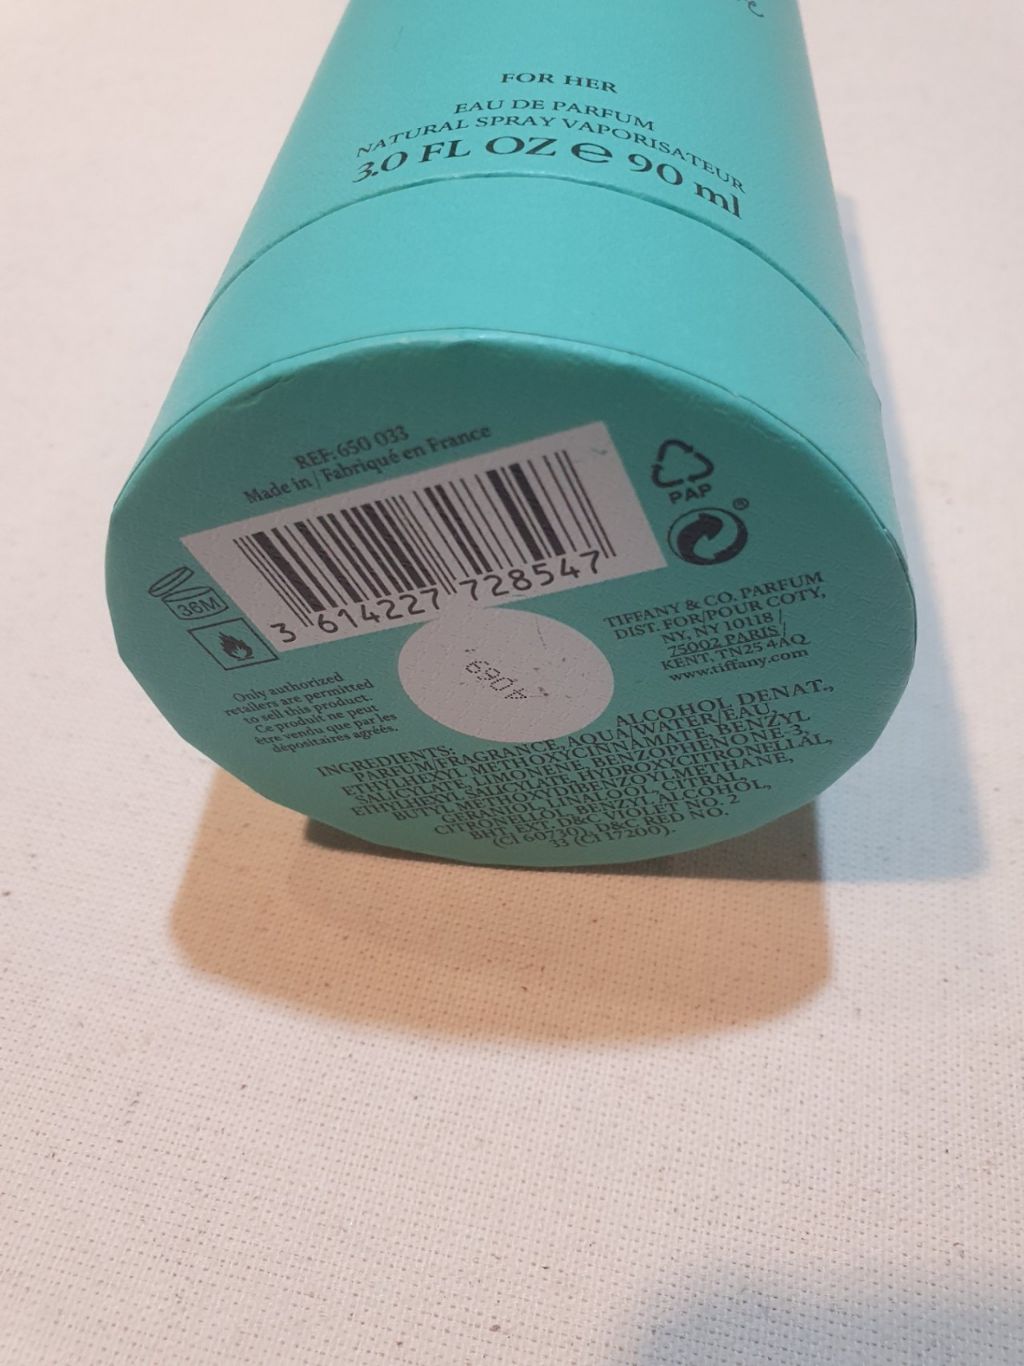 FOR HER
EAU DE PARFUM
NATURAL SPRAY VAPORISATEUR
3.0 FL OZ ℮ 90 ml
REF: 650 033
Made in / Fabriqué en France
3 614227 728547
PAP
®
36M
TIFFANY & CO. PARFUM
DIST. FOR/POUR COTY,
NY, NY 10118 /
75002 PARIS /
KENT, TN25 4AQ
www.tiffany.com
Only authorized
retailers are permitted
to sell this product.
Ce produit ne peut
être vendu que par les
dépositaires agréés.
4069
INGREDIENTS: ALCOHOL DENAT.,
PARFUM/FRAGRANCE, AQUA/WATER/EAU,
ETHYLHEXYL METHOXYCINNAMATE, BENZYL
SALICYLATE, LIMONENE, BENZOPHENONE-3,
ETHYLHEXYL SALICYLATE, HYDROXYCITRONELLAL,
BUTYL METHOXYDIBENZOYLMETHANE,
GERANIOL, LINALOOL, CITRAL,
CITRONELLOL, BENZYL ALCOHOL,
BHT, EXT. D&C VIOLET NO. 2
(CI 60730), D&C RED NO.
33 (CI 17200).